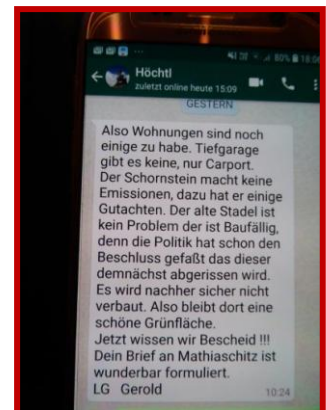 80% 18:06
Höchtl
zuletzt online heute 15:09
GESTERN
Also Wohnungen sind noch
einige zu habe. Tiefgarage
gibt es keine, nur Carport.
Der Schornstein macht keine
Emissionen, dazu hat er einige
Gutachten. Der alte Stadel ist
kein Problem der ist Baufällig,
denn die Politik hat schon den
Beschluss gefaßt das dieser
demnächst abgerissen wird.
Es wird nachher sicher nicht
verbaut. Also bleibt dort eine
schöne Grünfläche.
Jetzt wissen wir Bescheid !!!
Dein Brief an Mathiaschitz ist
wunderbar formuliert.
LG Gerold
10:24